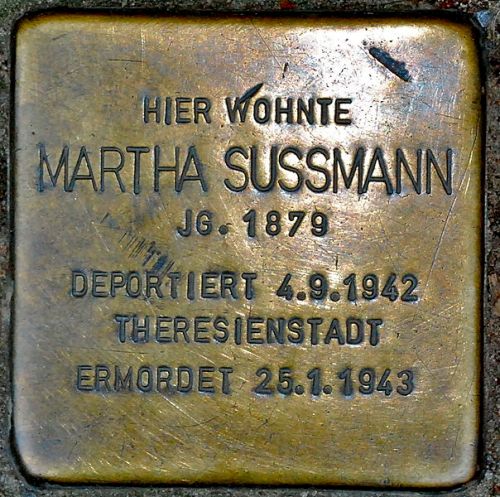 HIER WOHNTE
MARTHA SUSSMANN
JG. 1879
DEPORTIERT 4.9.1942
THERESIENSTADT
ERMORDET 25.1.1943